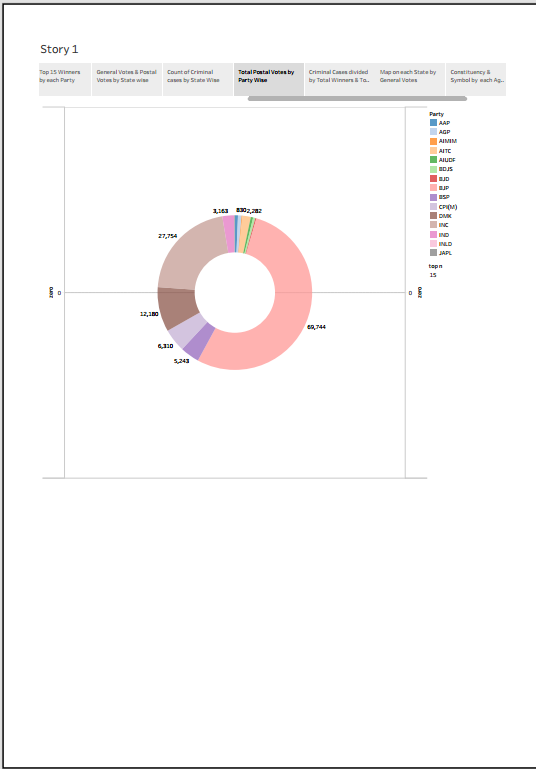 Story 1
Top 15 Winners
by each Party
General Votes & Postal
Votes by State wise
Count of Criminal
cases by State Wise
Total Postal Votes by
Party Wise
Criminal Cases divided
by Total Winners & To..
Map on each State by
General Votes
Constituency &
Symbol by each Ag..
Party
AAP
AGP
AIMIM
AITC
AIUDF
BDJS
BJD
BJP
BSP
CPI(M)
DMK
INC
IND
INLD
JAPL
top n
15
3,163
830
2,282
27,754
zero
0
0
zero
12,180
69,744
6,310
5,243